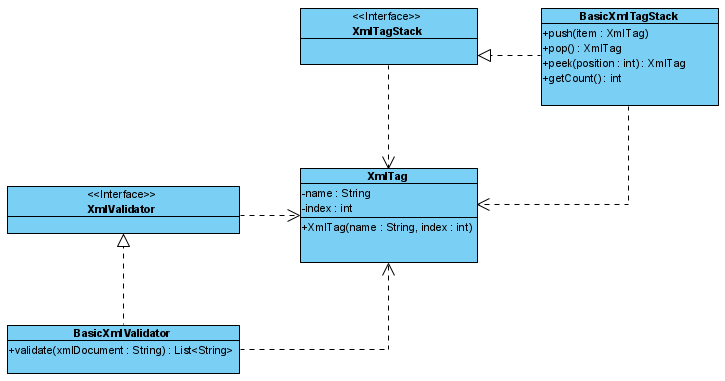 <<Interface>>
XmlTagStack
BasicXmlTagStack
+push(item : XmlTag)
+pop() : XmlTag
+peek(position : int) : XmlTag
+getCount() : int
XmlTag
-name : String
-index : int
+XmlTag(name : String, index : int)
<<Interface>>
XmlValidator
BasicXmlValidator
+validate(xmlDocument : String) : List<String>